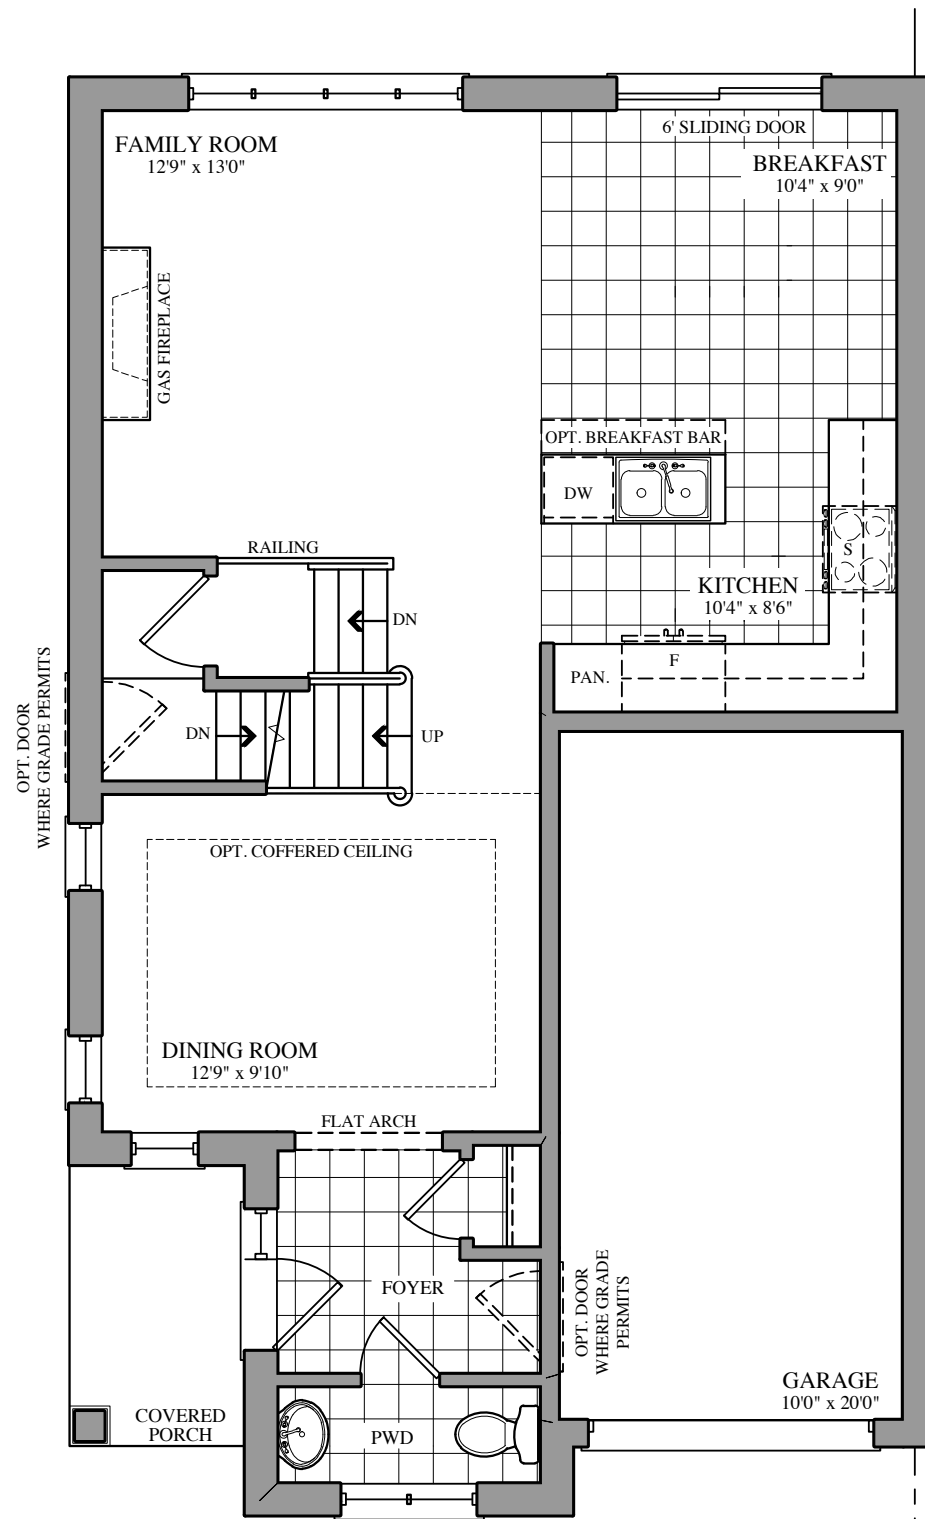 6' SLIDING DOOR
FAMILY ROOM
12'9" x 13'0"
BREAKFAST
10'4" x 9'0"
GAS FIREPLACE
OPT. BREAKFAST BAR
DW
S
RAILING
KITCHEN
10'4" x 8'6"
DN
F
PAN.
OPT. DOOR
WHERE GRADE PERMITS
DN
UP
OPT. COFFERED CEILING
DINING ROOM
12'9" x 9'10"
FLAT ARCH
FOYER
OPT. DOOR
WHERE GRADE
PERMITS
GARAGE
10'0" x 20'0"
COVERED
PORCH
PWD